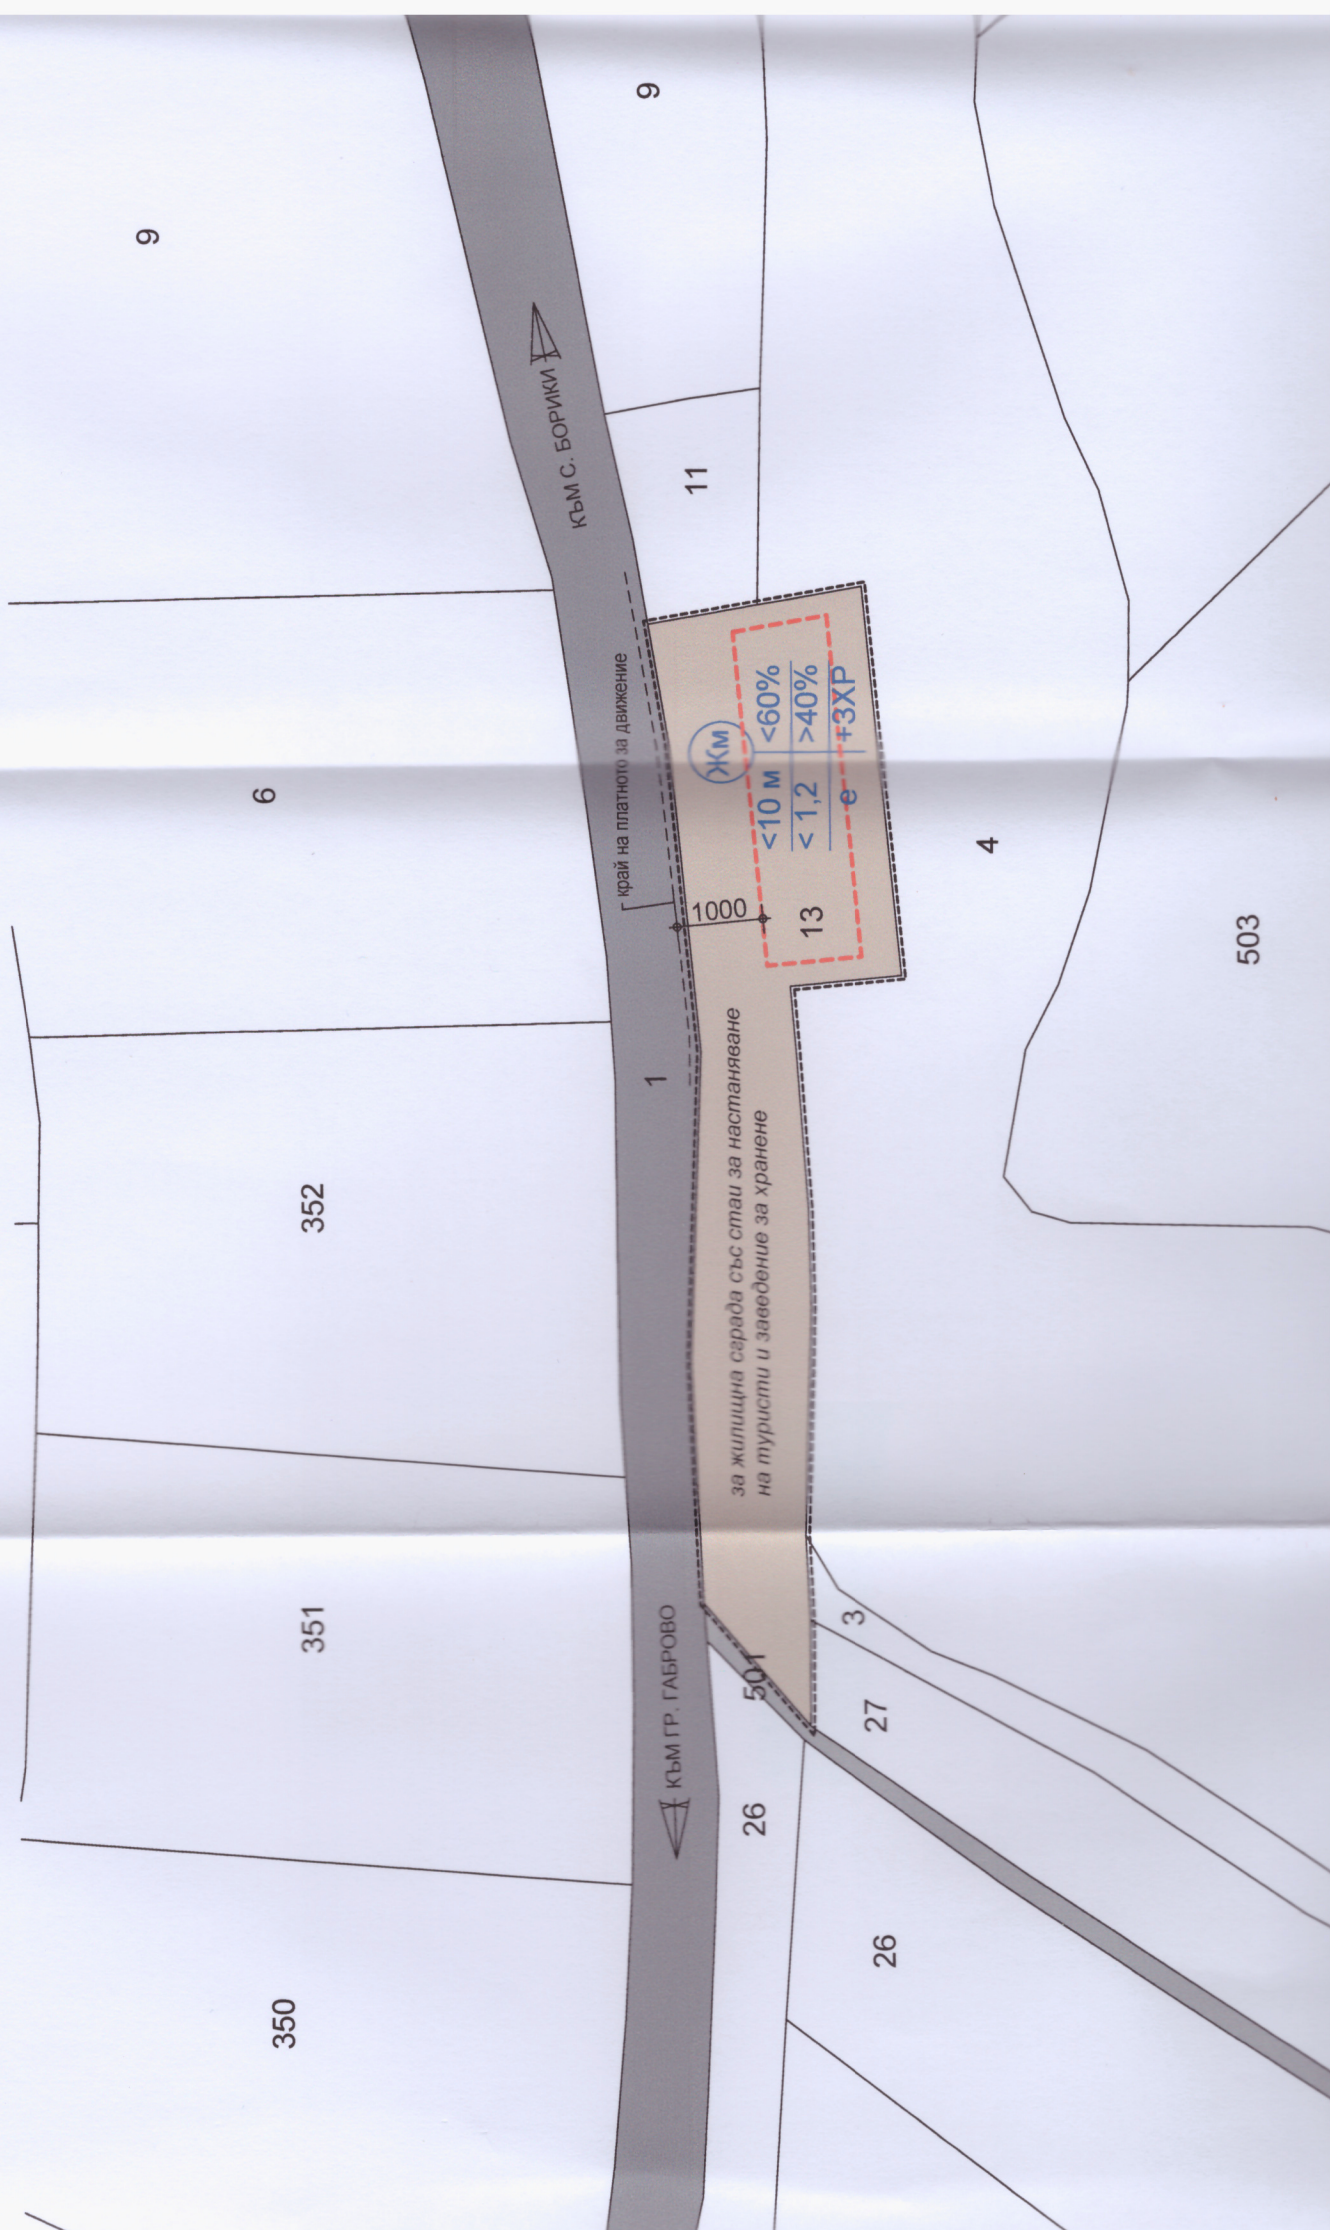 9
9
КЪМ С. БОРИКИ
11
край на платното за движение
6
Жм
<10 м <60%
< 1,2 >40%
е +3ХР
1000
13
4
503
1
352
за жилищна сграда със стаи за настаняване
на туристи и заведение за хранене
351
КЪМ ГР. ГАБРОВО
501
3
27
26
26
350